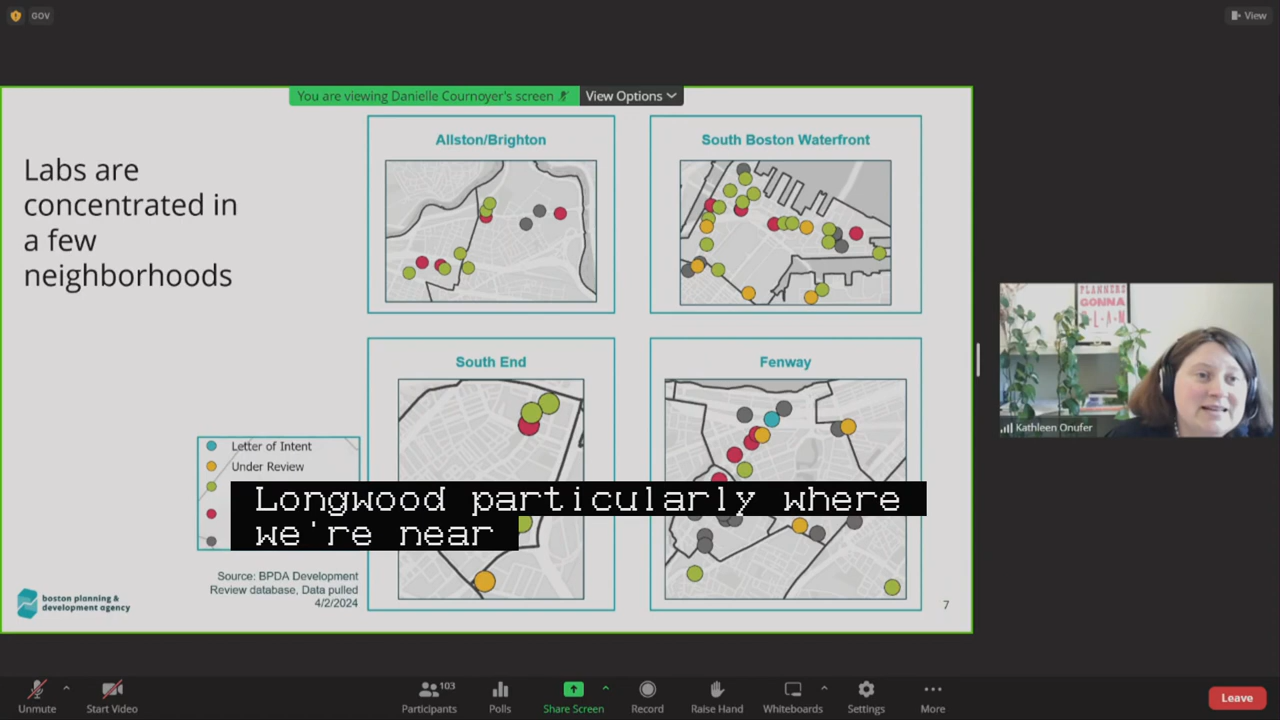 GOV
View
You are viewing Danielle Cournoyer's screen
View Options
Labs are
concentrated in
a few
neighborhoods
Allston/Brighton
South Boston Waterfront
South End
Fenway
Letter of Intent
Under Review
Longwood particularly where
we're near
Source: BPDA Development
Review database, Data pulled
4/2/2024
boston planning &
development agency
7
PLANNERS
GONNA
P-L-A-N
Kathleen Onufer
Unmute
Start Video
Participants
103
Polls
Share Screen
Record
Raise Hand
Whiteboards
Settings
More
Leave